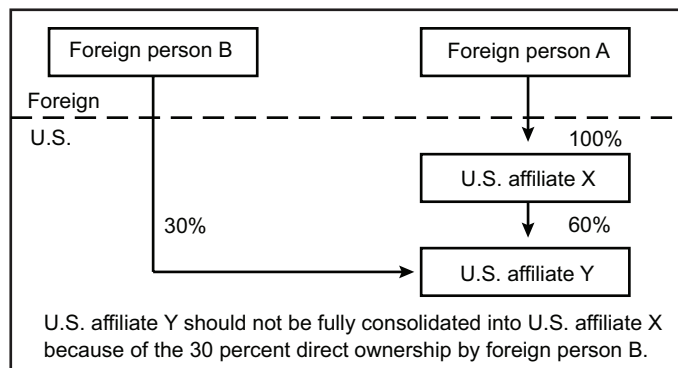 Foreign person B
Foreign person A
Foreign
U.S.
100%
U.S. affiliate X
30%
60%
U.S. affiliate Y
U.S. affiliate Y should not be fully consolidated into U.S. affiliate X
because of the 30 percent direct ownership by foreign person B.